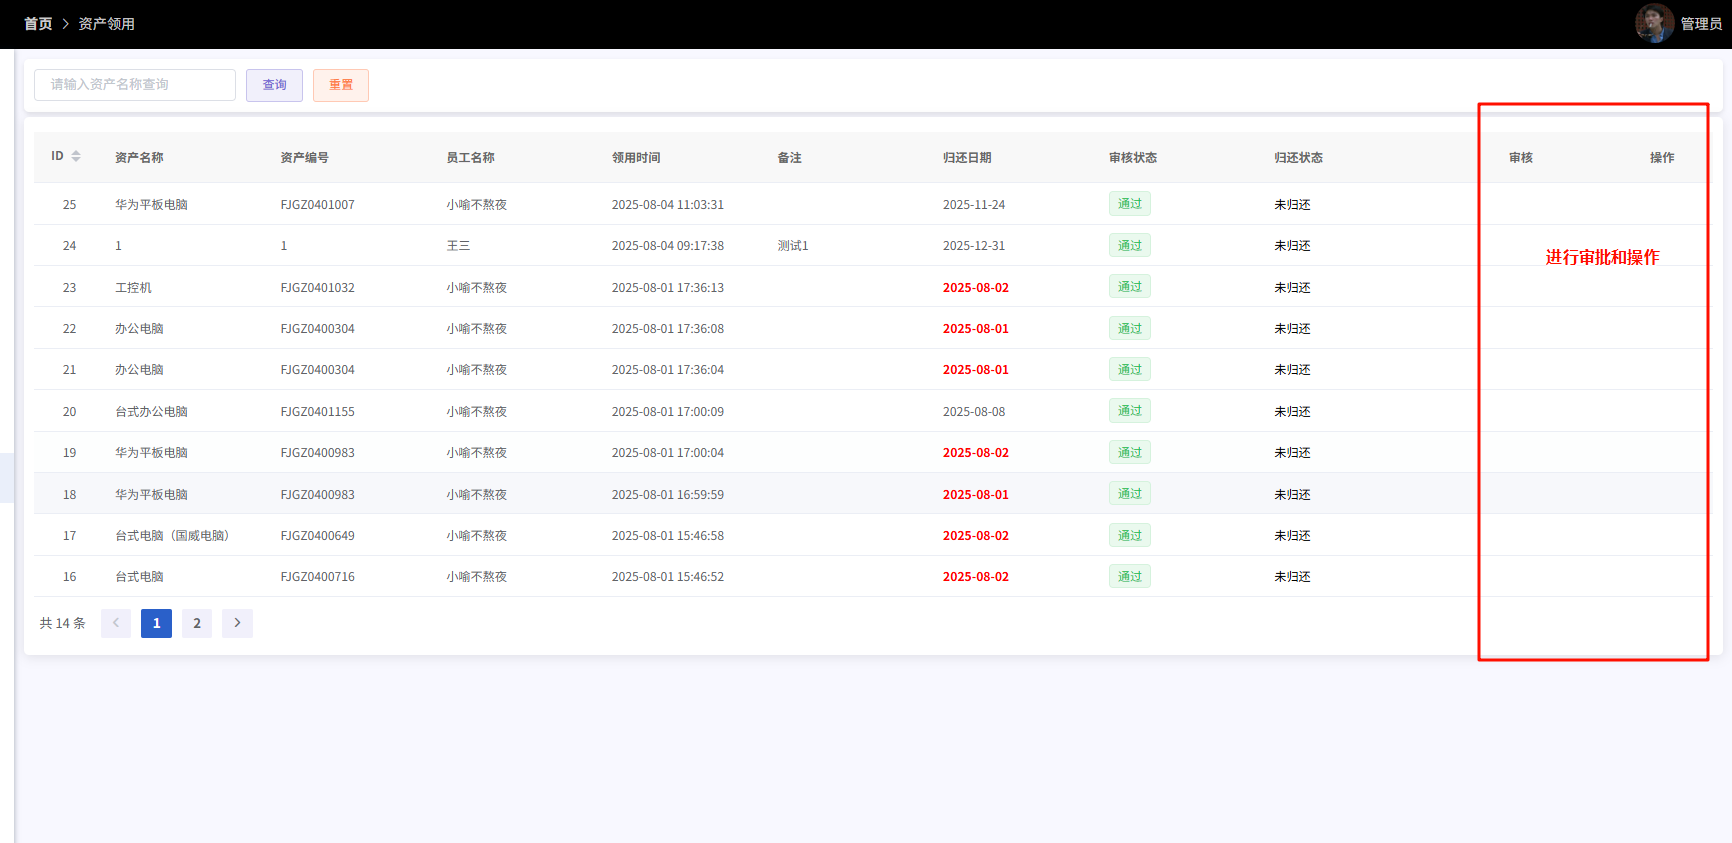 首页 > 资产领用
管理员
请输入资产名称查询 查询 重置
ID 资产名称 资产编号 员工名称 领用时间 备注 归还日期 审核状态 归还状态 审核 操作
25 华为平板电脑 FJGZ0401007 小喻不熬夜 2025-08-04 11:03:31 2025-11-24 通过 未归还
24 1 1 王三 2025-08-04 09:17:38 测试1 2025-12-31 通过 未归还
进行审批和操作
23 工控机 FJGZ0401032 小喻不熬夜 2025-08-01 17:36:13 2025-08-02 通过 未归还
22 办公电脑 FJGZ0400304 小喻不熬夜 2025-08-01 17:36:08 2025-08-01 通过 未归还
21 办公电脑 FJGZ0400304 小喻不熬夜 2025-08-01 17:36:04 2025-08-01 通过 未归还
20 台式办公电脑 FJGZ0401155 小喻不熬夜 2025-08-01 17:00:09 2025-08-08 通过 未归还
19 华为平板电脑 FJGZ0400983 小喻不熬夜 2025-08-01 17:00:04 2025-08-02 通过 未归还
18 华为平板电脑 FJGZ0400983 小喻不熬夜 2025-08-01 16:59:59 2025-08-01 通过 未归还
17 台式电脑（国威电脑） FJGZ0400649 小喻不熬夜 2025-08-01 15:46:58 2025-08-02 通过 未归还
16 台式电脑 FJGZ0400716 小喻不熬夜 2025-08-01 15:46:52 2025-08-02 通过 未归还
共 14 条 < 1 2 >